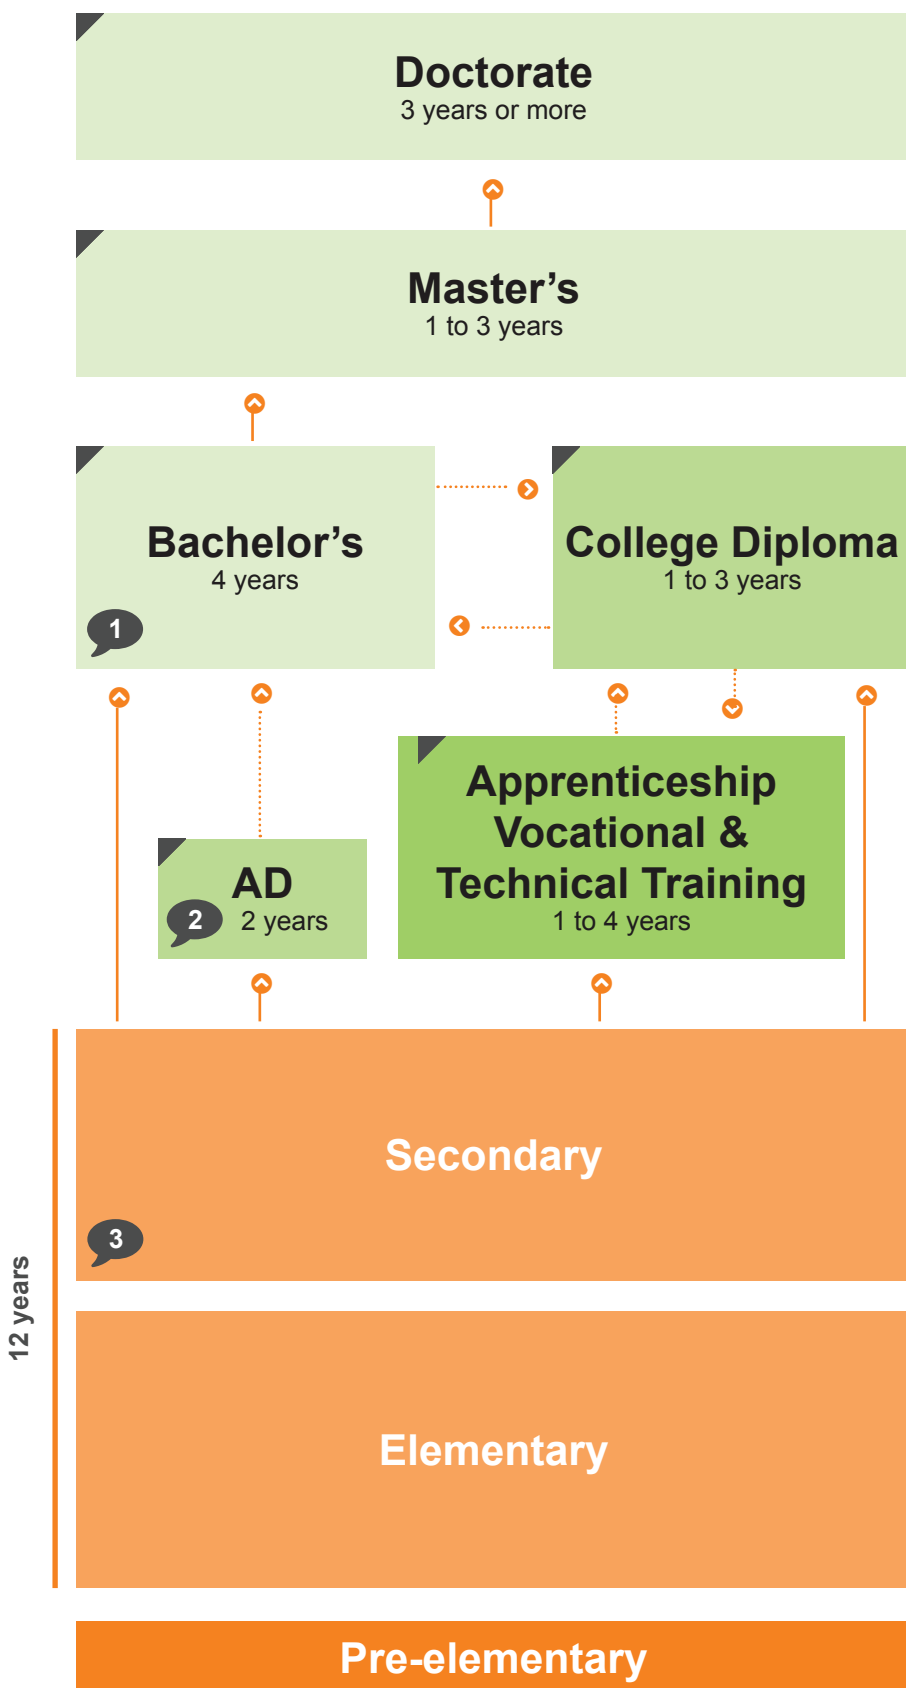 Doctorate
3 years or more
Master’s
1 to 3 years
Bachelor’s
4 years
1
College Diploma
1 to 3 years
Apprenticeship
Vocational &
Technical Training
1 to 4 years
AD
2 years
2
Secondary
3
12 years
Elementary
Pre-elementary